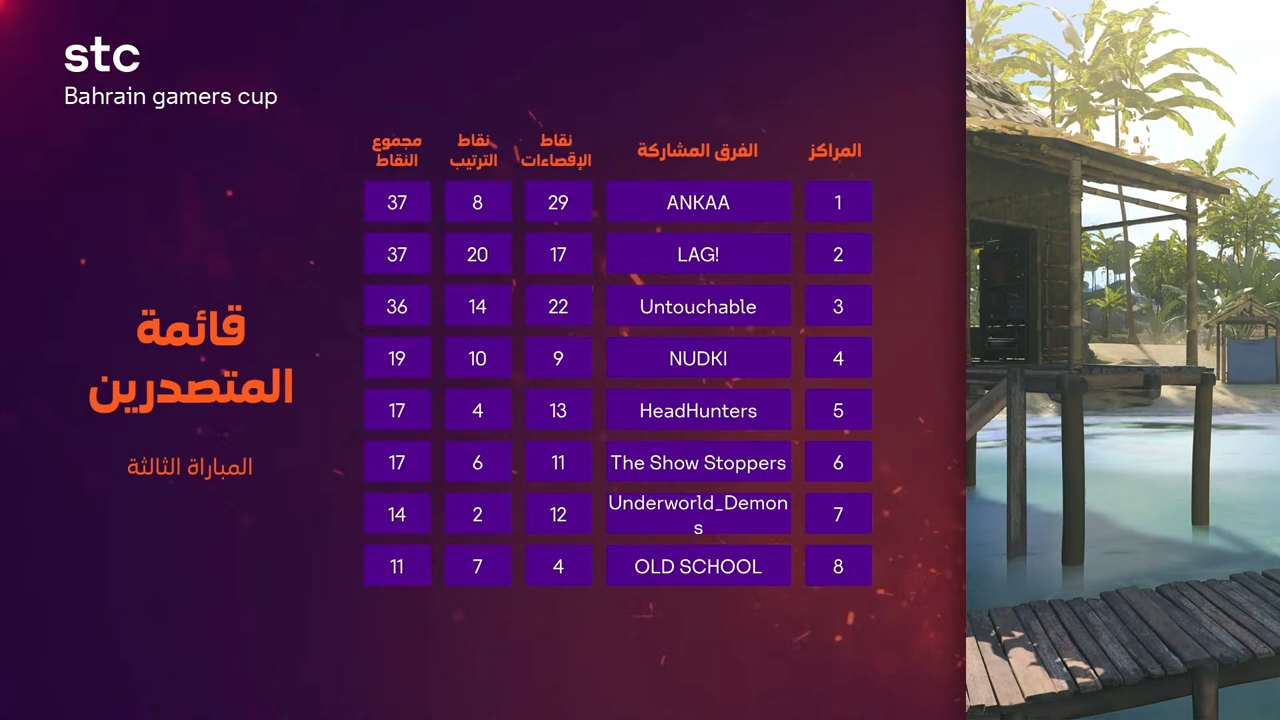 stc
Bahrain gamers cup
قائمة
المتصدرين
المباراة الثالثة
المراكز الفرق المشاركة نقاط الإقصاءات نقاط الترتيب مجموع النقاط
1 ANKAA 29 8 37
2 LAG! 17 20 37
3 Untouchable 22 14 36
4 NUDKI 9 10 19
5 HeadHunters 13 4 17
6 The Show Stoppers 11 6 17
7 Underworld_Demons 12 2 14
8 OLD SCHOOL 4 7 11